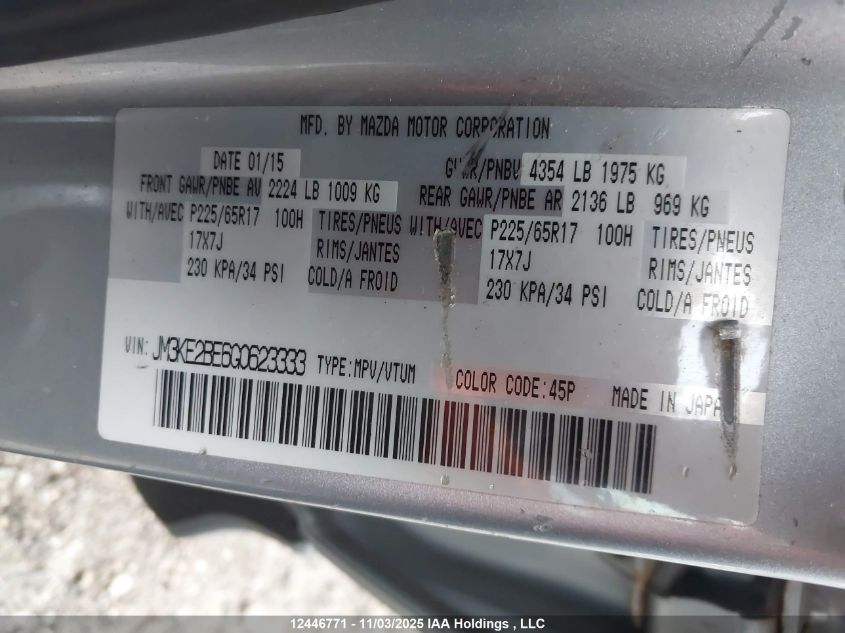 MFD. BY MAZDA MOTOR CORPORATION
DATE 01/15 GVWR/PNBV 4354 LB 1975 KG
FRONT GAWR/PNBE AV 2224 LB 1009 KG REAR GAWR/PNBE AR 2136 LB 969 KG
WITH/AVEC P225/65R17 100H TIRES/PNEUS WITH/AVEC P225/65R17 100H TIRES/PNEUS
17X7J RIMS/JANTES 17X7J RIMS/JANTES
230 KPA/34 PSI COLD/A FROID 230 KPA/34 PSI COLD/A FROID
VIN: JM3KE2BE6G0623333 TYPE:MPV/VTUM COLOR CODE:45P MADE IN JAPAN
12446771 - 11/03/2025 IAA Holdings , LLC